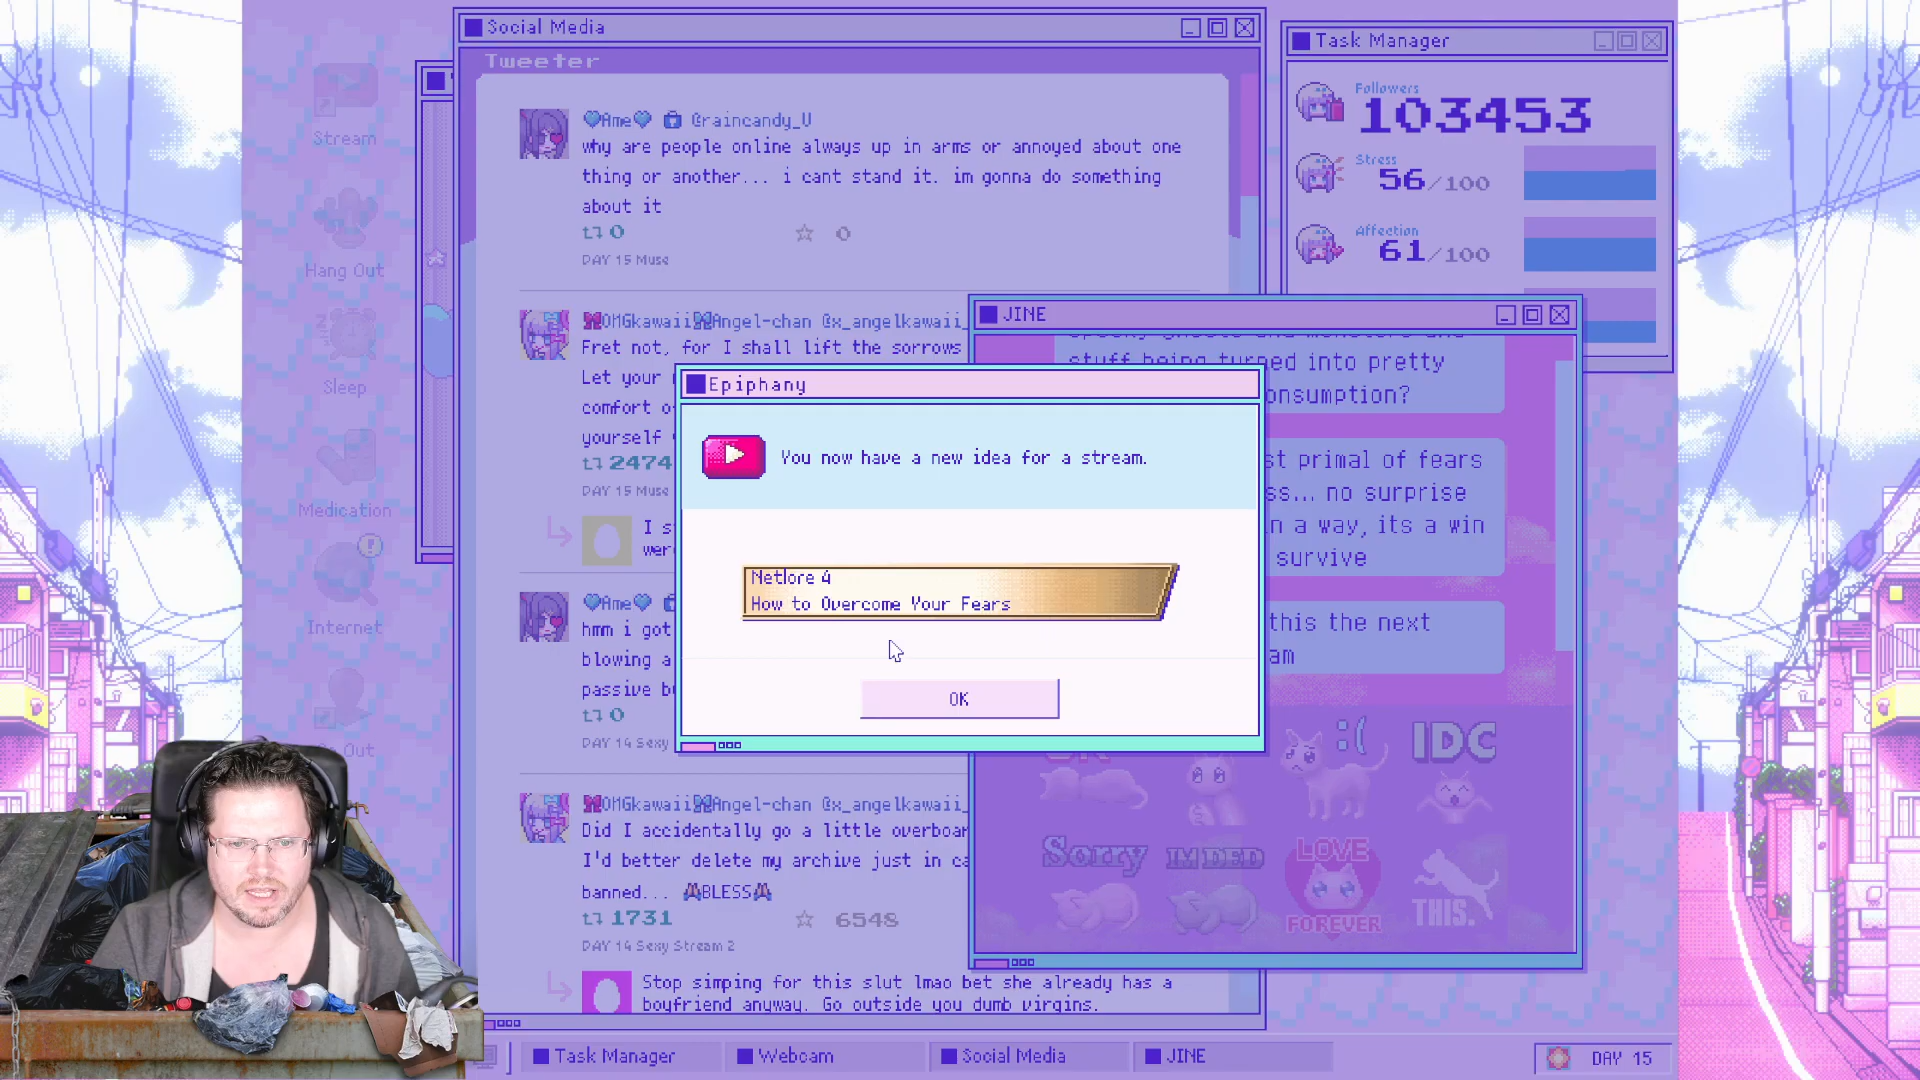 Social Media
Tweeter
Ame @raincandy_U
why are people online always up in arms or annoyed about one
thing or another... i cant stand it. im gonna do something
about it
0 0
DAY 15 Muse
OMGkawaiiAngel-chan @x_angelkawaii_
Fret not, for I shall lift the sorrows
Let your
comfort o
yourself
2474
DAY 15 Muse
I s
were
Ame
hmm i got
blowing a
passive b
0
DAY 14 Sexy
OMGkawaiiAngel-chan @x_angelkawaii_
Did I accidentally go a little overboar
I'd better delete my archive just in ca
banned... BLESS
1731 6548
DAY 14 Sexy Stream 2
Stop simping for this slut lmao bet she already has a
boyfriend anyway. Go outside you dumb virgins.
Task Manager
Followers
103453
Stress
56/100
Affection
61/100
JINE
stuff being turned into pretty
onsumption?
st primal of fears
ss... no surprise
n a way, its a win
survive
this the next
am
:(
IDC
Sorry
IM DED
LOVE
FOREVER
THIS.
Epiphany
You now have a new idea for a stream.
Netlore 4
How to Overcome Your Fears
OK
Stream
Hang Out
Sleep
Medication
Internet
Out
Task Manager
Webcam
Social Media
JINE
DAY 15